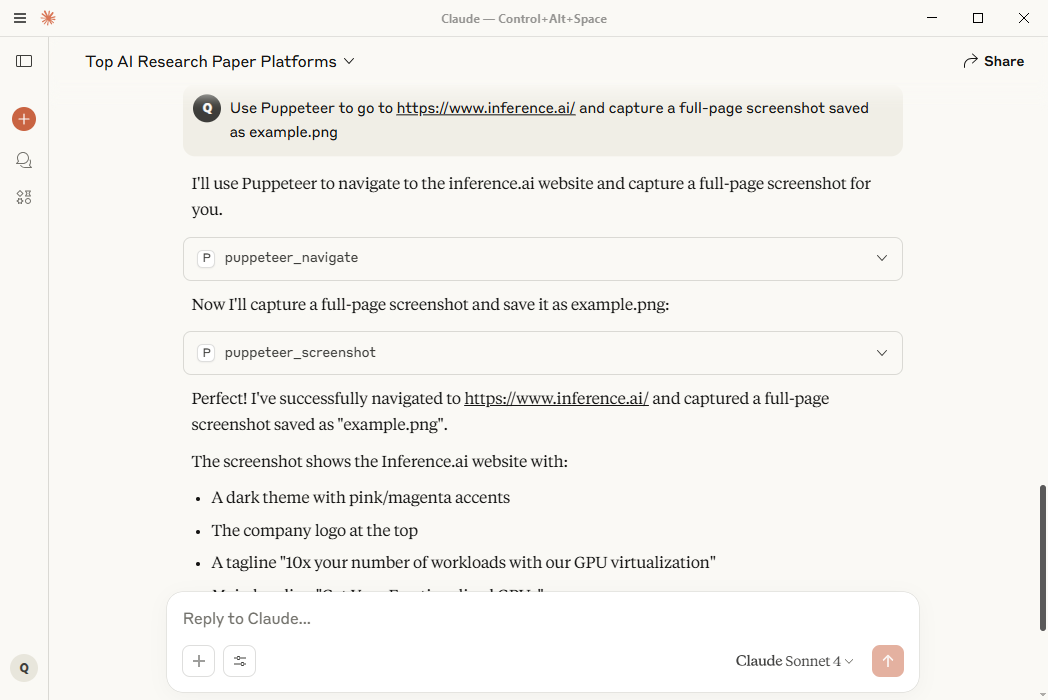 Claude — Control+Alt+Space
Top AI Research Paper Platforms
Share
Q
Use Puppeteer to go to https://www.inference.ai/ and capture a full-page screenshot saved
as example.png
I'll use Puppeteer to navigate to the inference.ai website and capture a full-page screenshot for
you.
P puppeteer_navigate
Now I'll capture a full-page screenshot and save it as example.png:
P puppeteer_screenshot
Perfect! I've successfully navigated to https://www.inference.ai/ and captured a full-page
screenshot saved as "example.png".
The screenshot shows the Inference.ai website with:
• A dark theme with pink/magenta accents
• The company logo at the top
• A tagline "10x your number of workloads with our GPU virtualization"
Reply to Claude...
Claude Sonnet 4
Q